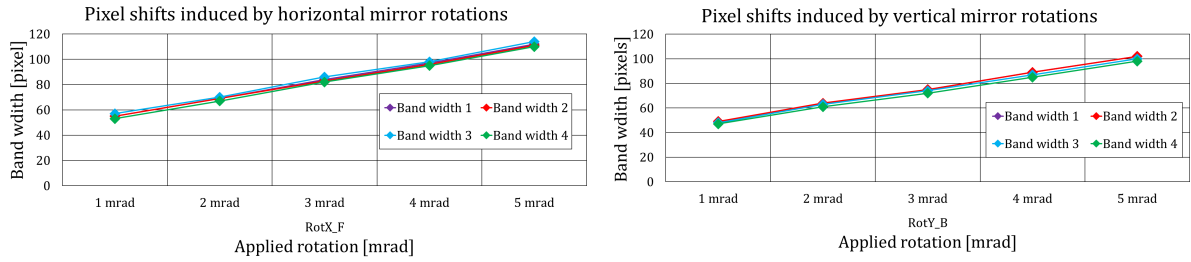 Pixel shifts induced by horizontal mirror rotations
Band wdith [pixel]
120
100
80
60
40
20
0
Band width 1
Band width 2
Band width 3
Band width 4
1 mrad
2 mrad
3 mrad
4 mrad
5 mrad
RotX_F
Applied rotation [mrad]
Pixel shifts induced by vertical mirror rotations
Band wdith [pixels]
120
100
80
60
40
20
0
Band width 1
Band width 2
Band width 3
Band width 4
1 mrad
2 mrad
3 mrad
4 mrad
5 mrad
RotY_B
Applied rotation [mrad]